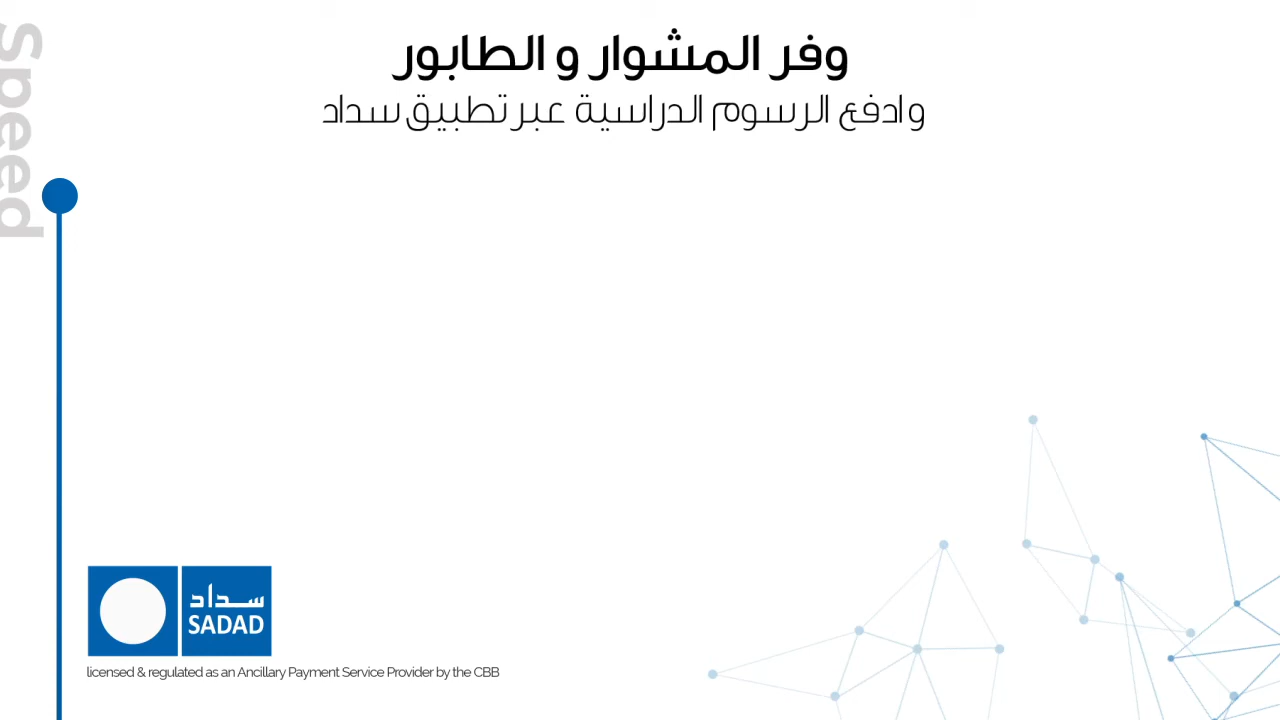 Speed
وفر المشوار و الطابور
وادفع الرسوم الدراسية عبر تطبيق سداد
سداد
SADAD
licensed & regulated as an Ancillary Payment Service Provider by the CBB